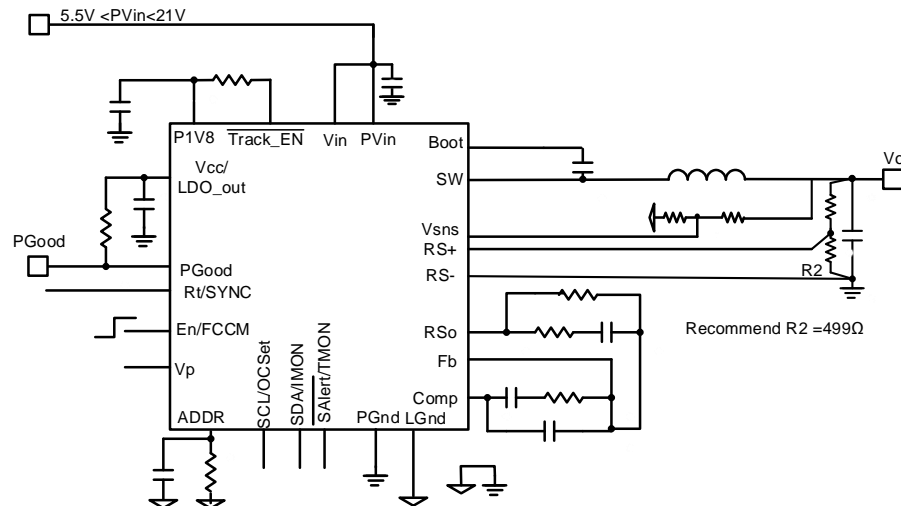 5.5V <PVin<21V
P1V8
Track_EN
Vin
PVin
Boot
Vcc/
LDO_out
SW
Vo
Vsns
RS+
PGood
PGood
RS-
R2
Rt/SYNC
En/FCCM
RSo
Recommend R2 =499Ω
Fb
Vp
Comp
ADDR
SCL/OCSet
SDA/IMON
SAlert/TMON
PGnd
LGnd